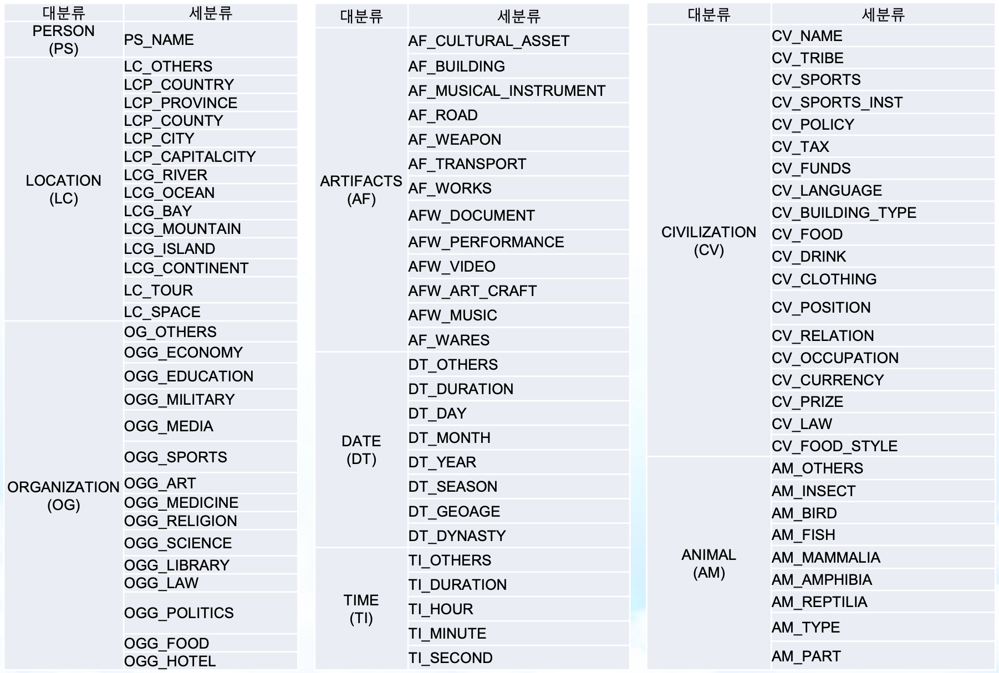 대분류 세분류
PERSON
(PS)
PS_NAME
LOCATION
(LC)
LC_OTHERS
LCP_COUNTRY
LCP_PROVINCE
LCP_COUNTY
LCP_CITY
LCP_CAPITALCITY
LCG_RIVER
LCG_OCEAN
LCG_BAY
LCG_MOUNTAIN
LCG_ISLAND
LCG_CONTINENT
LC_TOUR
LC_SPACE
ORGANIZATION
(OG)
OG_OTHERS
OGG_ECONOMY
OGG_EDUCATION
OGG_MILITARY
OGG_MEDIA
OGG_SPORTS
OGG_ART
OGG_MEDICINE
OGG_RELIGION
OGG_SCIENCE
OGG_LIBRARY
OGG_LAW
OGG_POLITICS
OGG_FOOD
OGG_HOTEL
대분류 세분류
ARTIFACTS
(AF)
AF_CULTURAL_ASSET
AF_BUILDING
AF_MUSICAL_INSTRUMENT
AF_ROAD
AF_WEAPON
AF_TRANSPORT
AF_WORKS
AFW_DOCUMENT
AFW_PERFORMANCE
AFW_VIDEO
AFW_ART_CRAFT
AFW_MUSIC
AF_WARES
DATE
(DT)
DT_OTHERS
DT_DURATION
DT_DAY
DT_MONTH
DT_YEAR
DT_SEASON
DT_GEOAGE
DT_DYNASTY
TIME
(TI)
TI_OTHERS
TI_DURATION
TI_HOUR
TI_MINUTE
TI_SECOND
대분류 세분류
CIVILIZATION
(CV)
CV_NAME
CV_TRIBE
CV_SPORTS
CV_SPORTS_INST
CV_POLICY
CV_TAX
CV_FUNDS
CV_LANGUAGE
CV_BUILDING_TYPE
CV_FOOD
CV_DRINK
CV_CLOTHING
CV_POSITION
CV_RELATION
CV_OCCUPATION
CV_CURRENCY
CV_PRIZE
CV_LAW
CV_FOOD_STYLE
ANIMAL
(AM)
AM_OTHERS
AM_INSECT
AM_BIRD
AM_FISH
AM_MAMMALIA
AM_AMPHIBIA
AM_REPTILIA
AM_TYPE
AM_PART